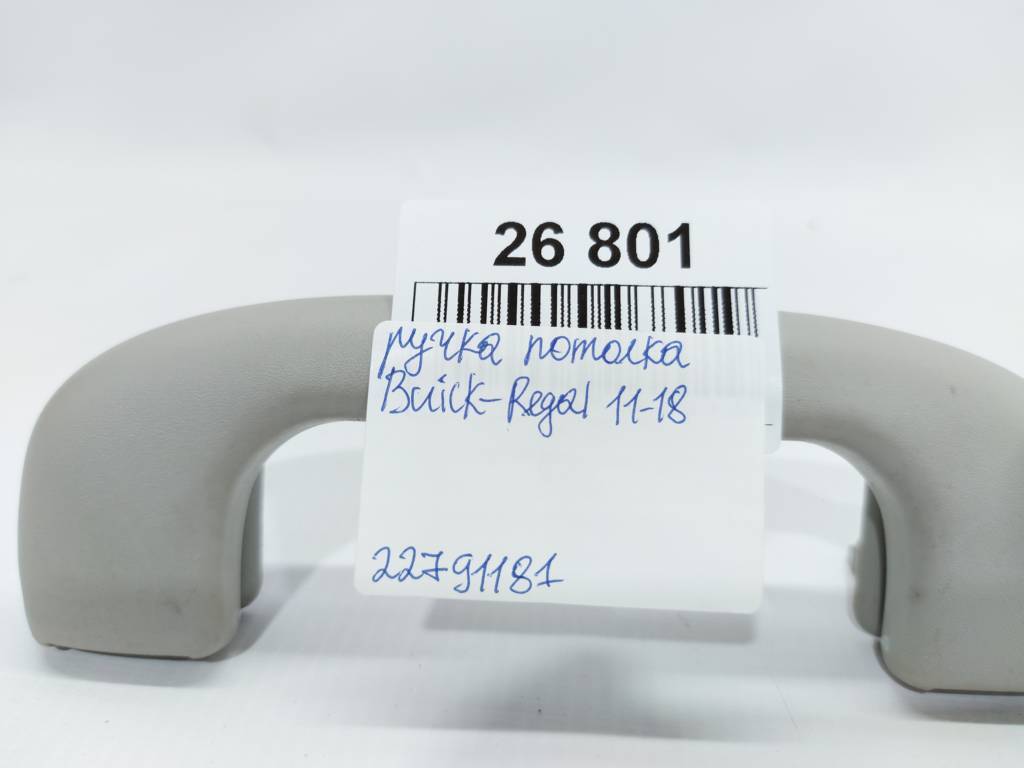 26 801
ручка потолка
Buick-Regal 11-18
22791181